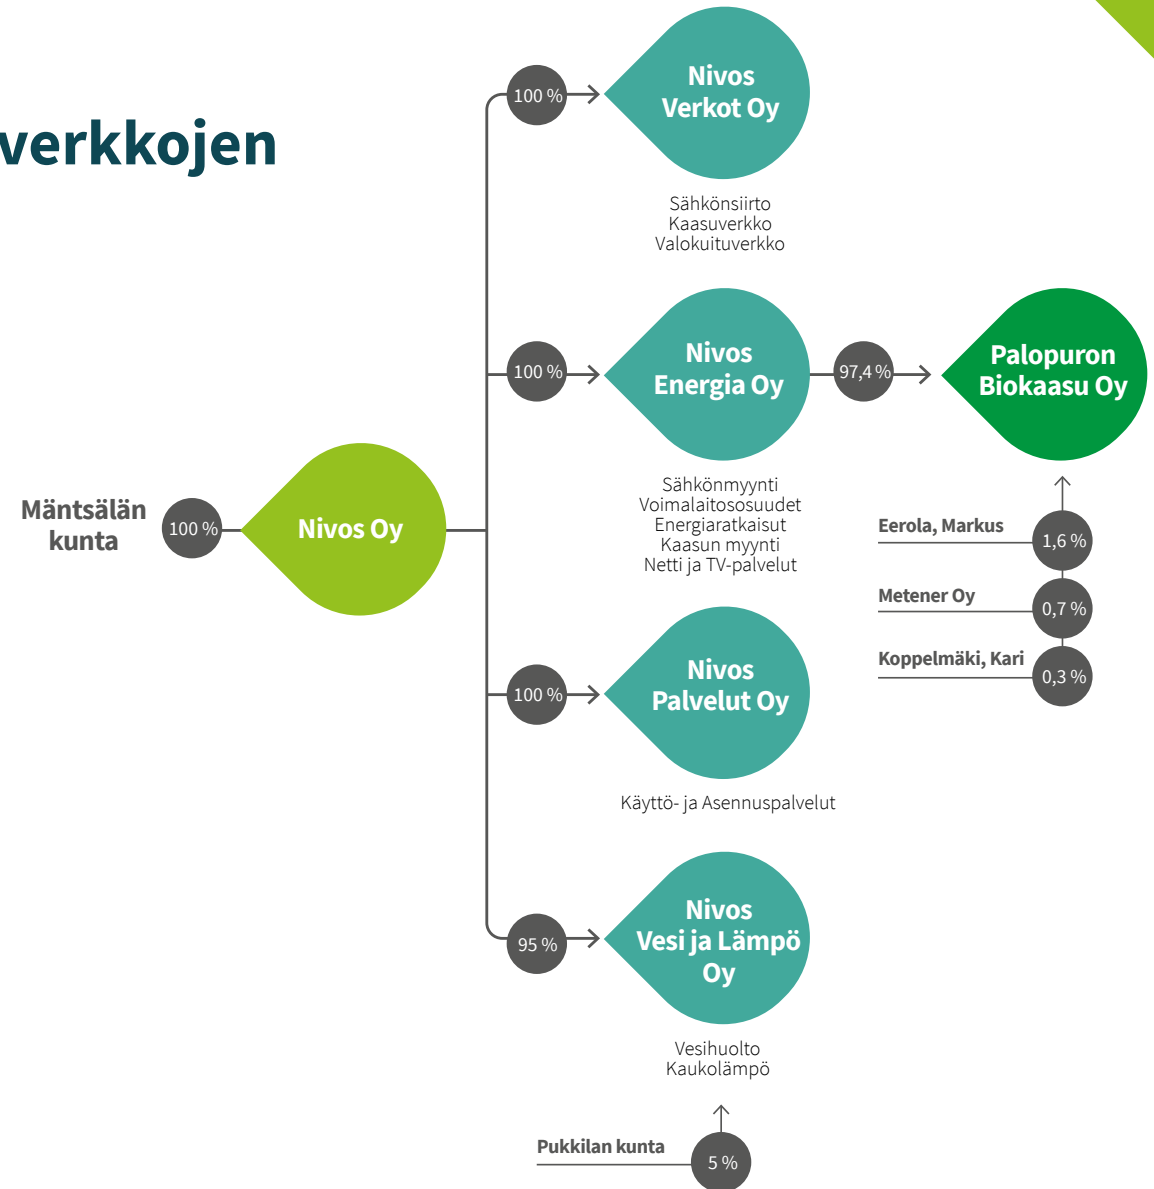 verkkojen
Mäntsälän
kunta
100 %
Nivos Oy
100 %
Nivos
Verkot Oy
Sähkönsiirto
Kaasuverkko
Valokuituverkko
100 %
Nivos
Energia Oy
Sähkönmyynti
Voimalaitososuudet
Energiaratkaisut
Kaasun myynti
Netti ja TV-palvelut
97,4 %
Palopuron
Biokaasu Oy
Eerola, Markus
1,6 %
Metener Oy
0,7 %
Koppelmäki, Kari
0,3 %
100 %
Nivos
Palvelut Oy
Käyttö- ja Asennuspalvelut
95 %
Nivos
Vesi ja Lämpö
Oy
Vesihuolto
Kaukolämpö
Pukkilan kunta
5 %